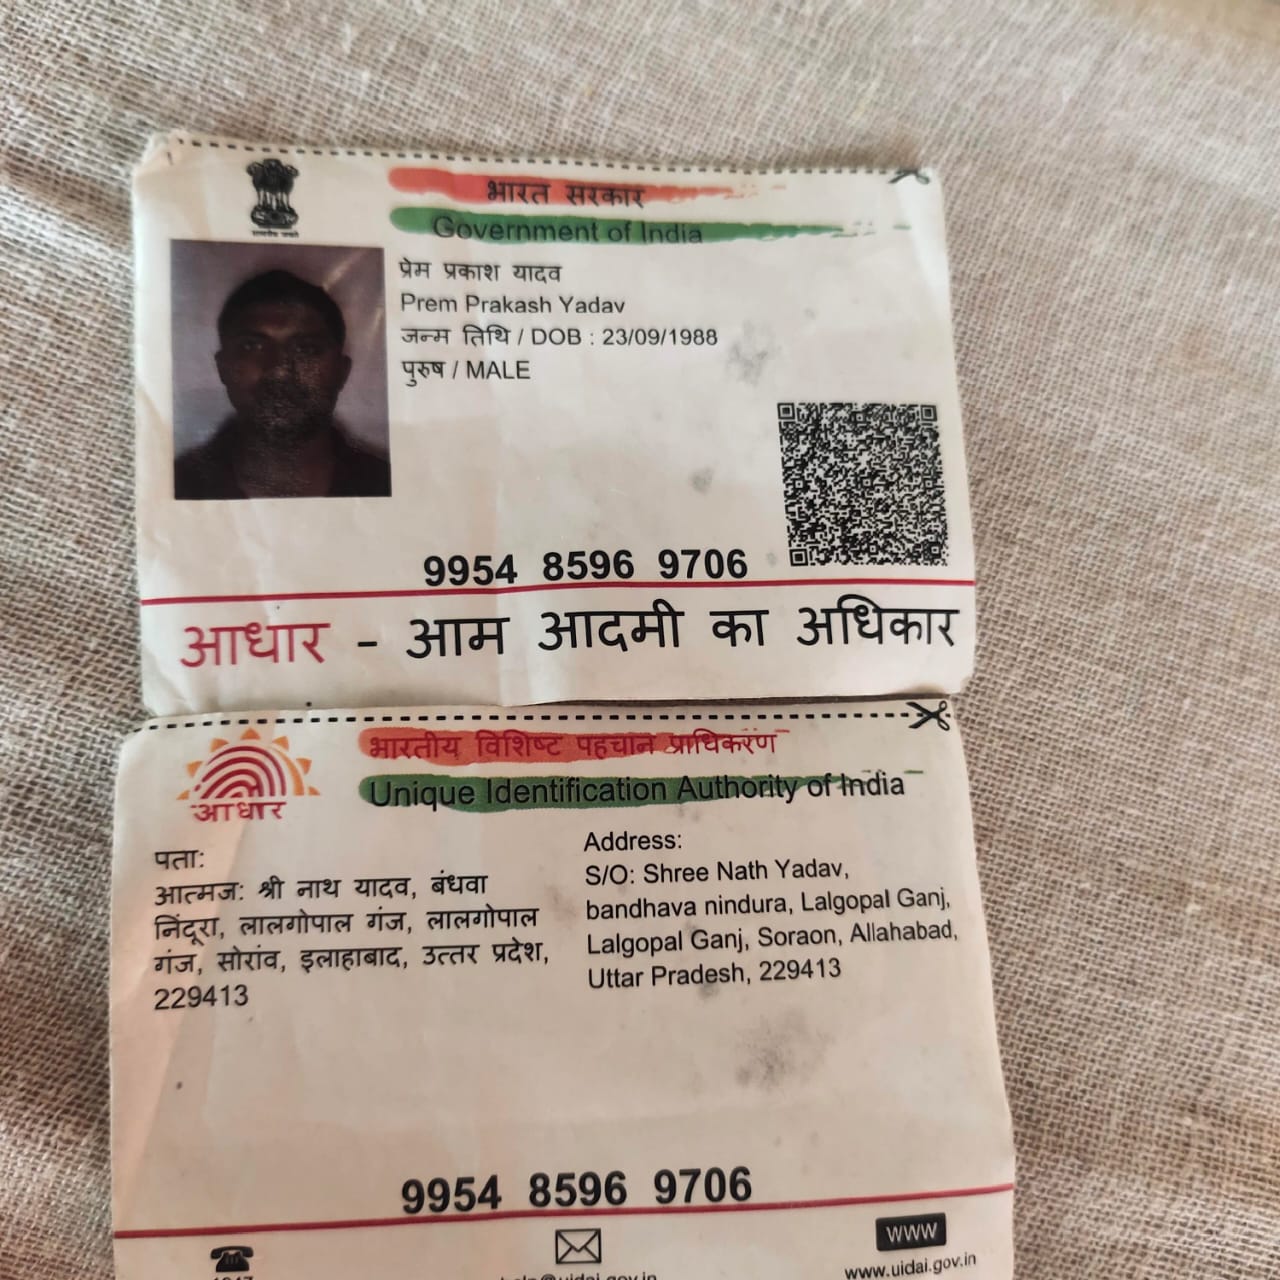 भारत सरकार
Government of India
प्रेम प्रकाश यादव
Prem Prakash Yadav
जन्म तिथि / DOB : 23/09/1988
पुरुष / MALE
9954 8596 9706
आधार - आम आदमी का अधिकार
भारतीय विशिष्ट पहचान प्राधिकरण
Unique Identification Authority of India
आधार
पता:
आत्मज: श्री नाथ यादव, बंधवा
निंदूरा, लालगोपाल गंज, लालगोपाल
गंज, सोरांव, इलाहाबाद, उत्तर प्रदेश,
229413
Address:
S/O: Shree Nath Yadav,
bandhava nindura, Lalgopal Ganj,
Lalgopal Ganj, Soraon, Allahabad,
Uttar Pradesh, 229413
9954 8596 9706
www
www.uidai.gov.in